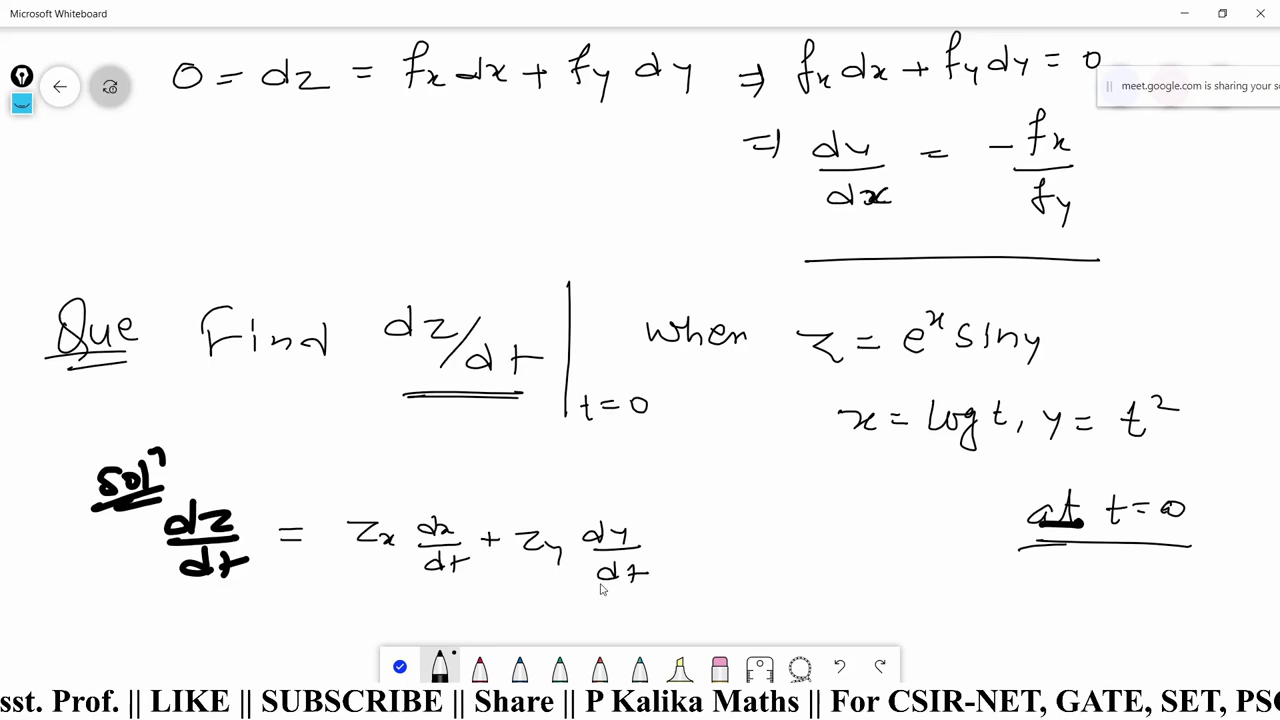 Microsoft Whiteboard
0 = dz = fx dx + fy dy ⇒ fx dx + fy dy = 0
meet.google.com is sharing your s
⇒ dy/dx = - fx/fy
Que Find dz/dt | t=0 when z = e^x sin y
x = log t, y = t^2
at t=0
Sol^n
dz/dt = Zx dx/dt + Zy dy/dt
sst. Prof. || LIKE || SUBSCRIBE || Share || P Kalika Maths || For CSIR-NET, GATE, SET, PSC